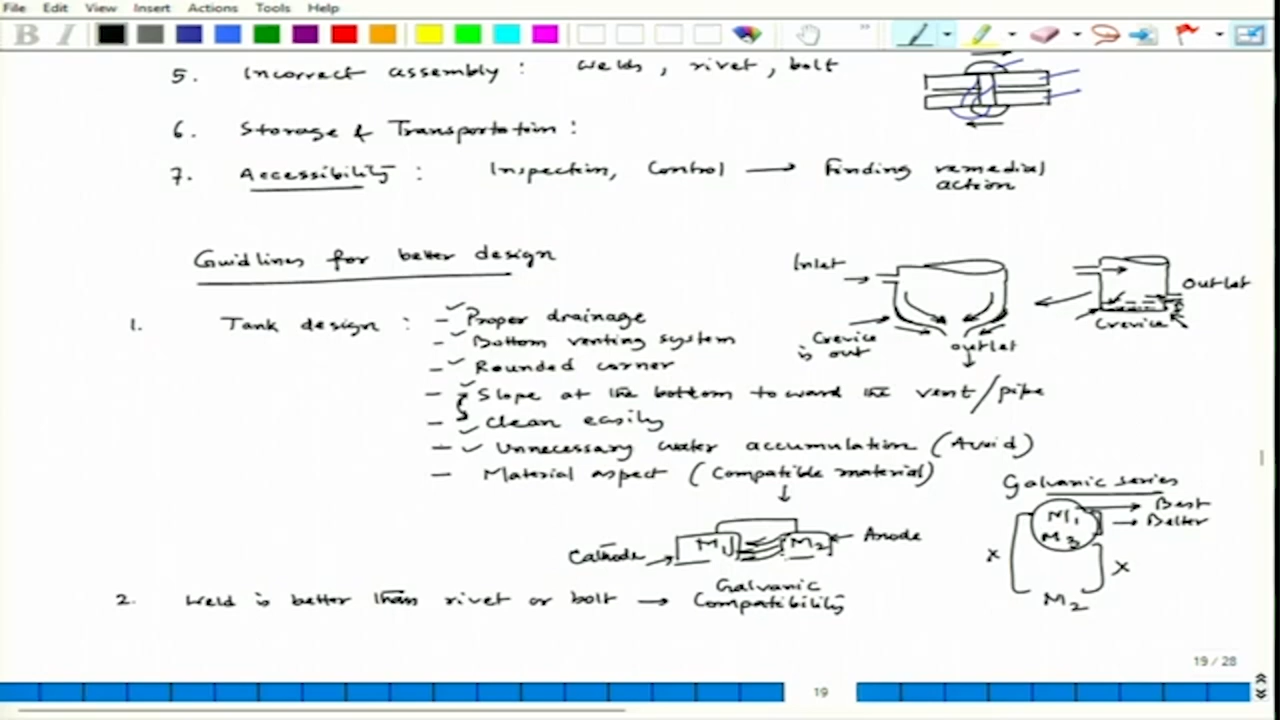 File Edit View Insert Actions Tools Help
B I
5. Incorrect assembly : welds, rivet, bolt
6. Storage & Transportation :
7. Accessibility : Inspection, Control → Finding remedial action
Guidlines for better design
Inlet
Outlet
Crevice
Crevice is out
outlet
1. Tank design : - Proper drainage
- Bottom venting system
- Rounded corner
- Slope at the bottom toward the vent/pipe
- Clean easily
- Unnecessary water accumulation (Avoid)
- Material aspect (Compatible material)
Galvanic series
M1 Best
M3 Better
X X
M2
Cathode M1 M2 Anode
Galvanic Compatibility
2. Weld is better than rivet or bolt →
19 / 28
19